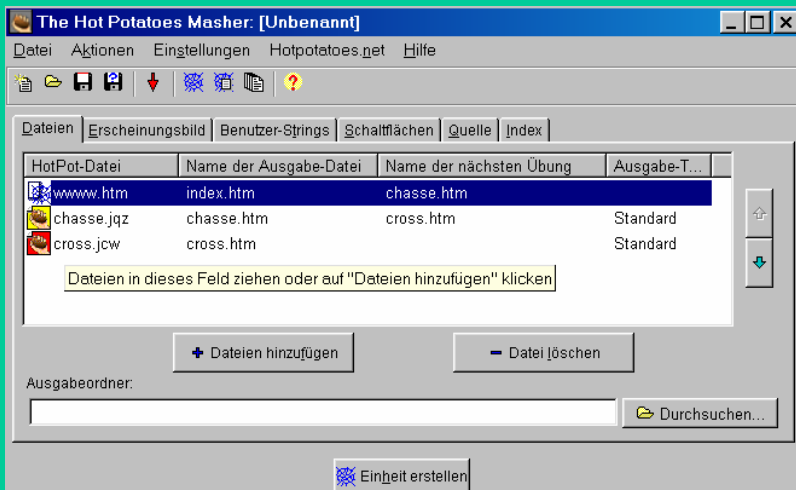 The Hot Potatoes Masher: [Unbenannt]
Datei Aktionen Einstellungen Hotpotatoes.net Hilfe
Dateien Erscheinungsbild Benutzer-Strings Schaltflächen Quelle Index
HotPot-Datei Name der Ausgabe-Datei Name der nächsten Übung Ausgabe-T...
wwww.htm index.htm chasse.htm
chasse.jqz chasse.htm cross.htm Standard
cross.jcw cross.htm Standard
Dateien in dieses Feld ziehen oder auf "Dateien hinzufügen" klicken
Dateien hinzufügen Datei löschen
Ausgabeordner:
Durchsuchen...
Einheit erstellen